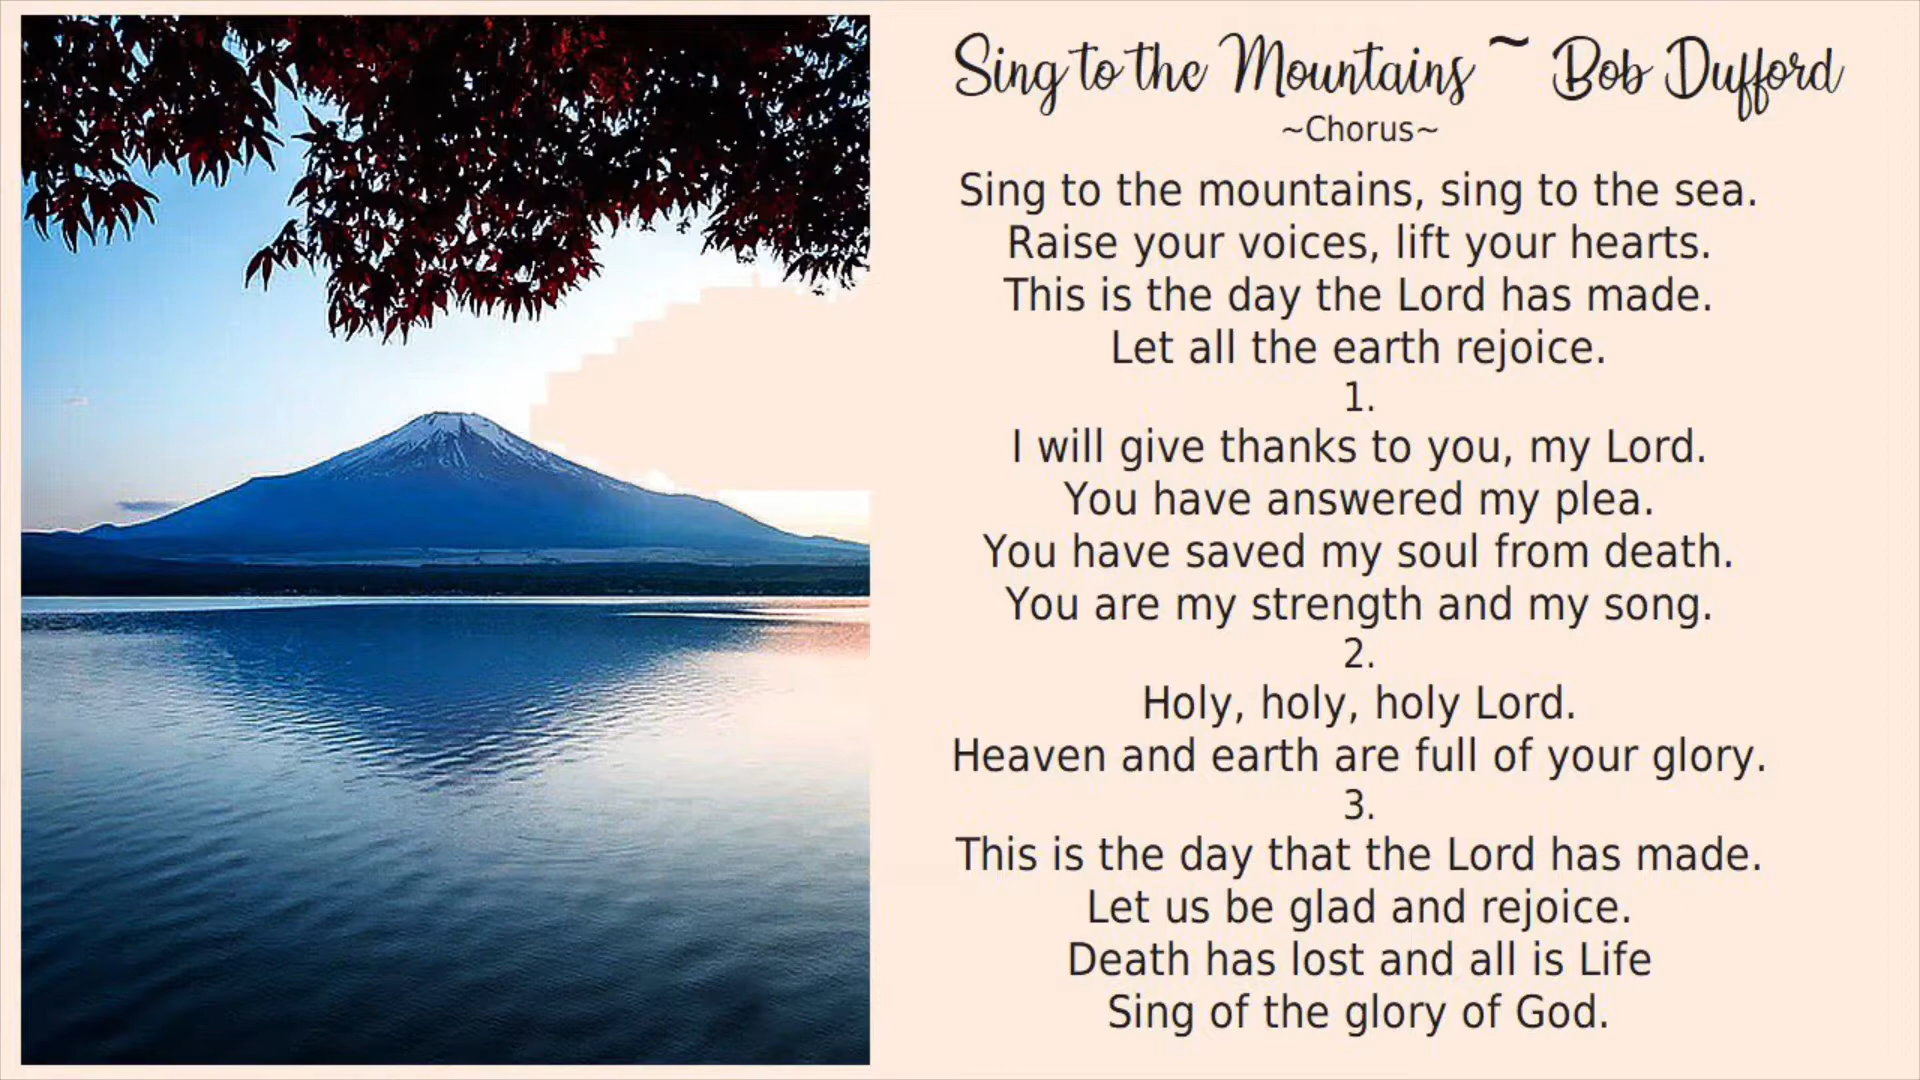 Sing to the Mountains ~ Bob Dufford
~Chorus~
Sing to the mountains, sing to the sea.
Raise your voices, lift your hearts.
This is the day the Lord has made.
Let all the earth rejoice.
1.
I will give thanks to you, my Lord.
You have answered my plea.
You have saved my soul from death.
You are my strength and my song.
2.
Holy, holy, holy Lord.
Heaven and earth are full of your glory.
3.
This is the day that the Lord has made.
Let us be glad and rejoice.
Death has lost and all is Life
Sing of the glory of God.